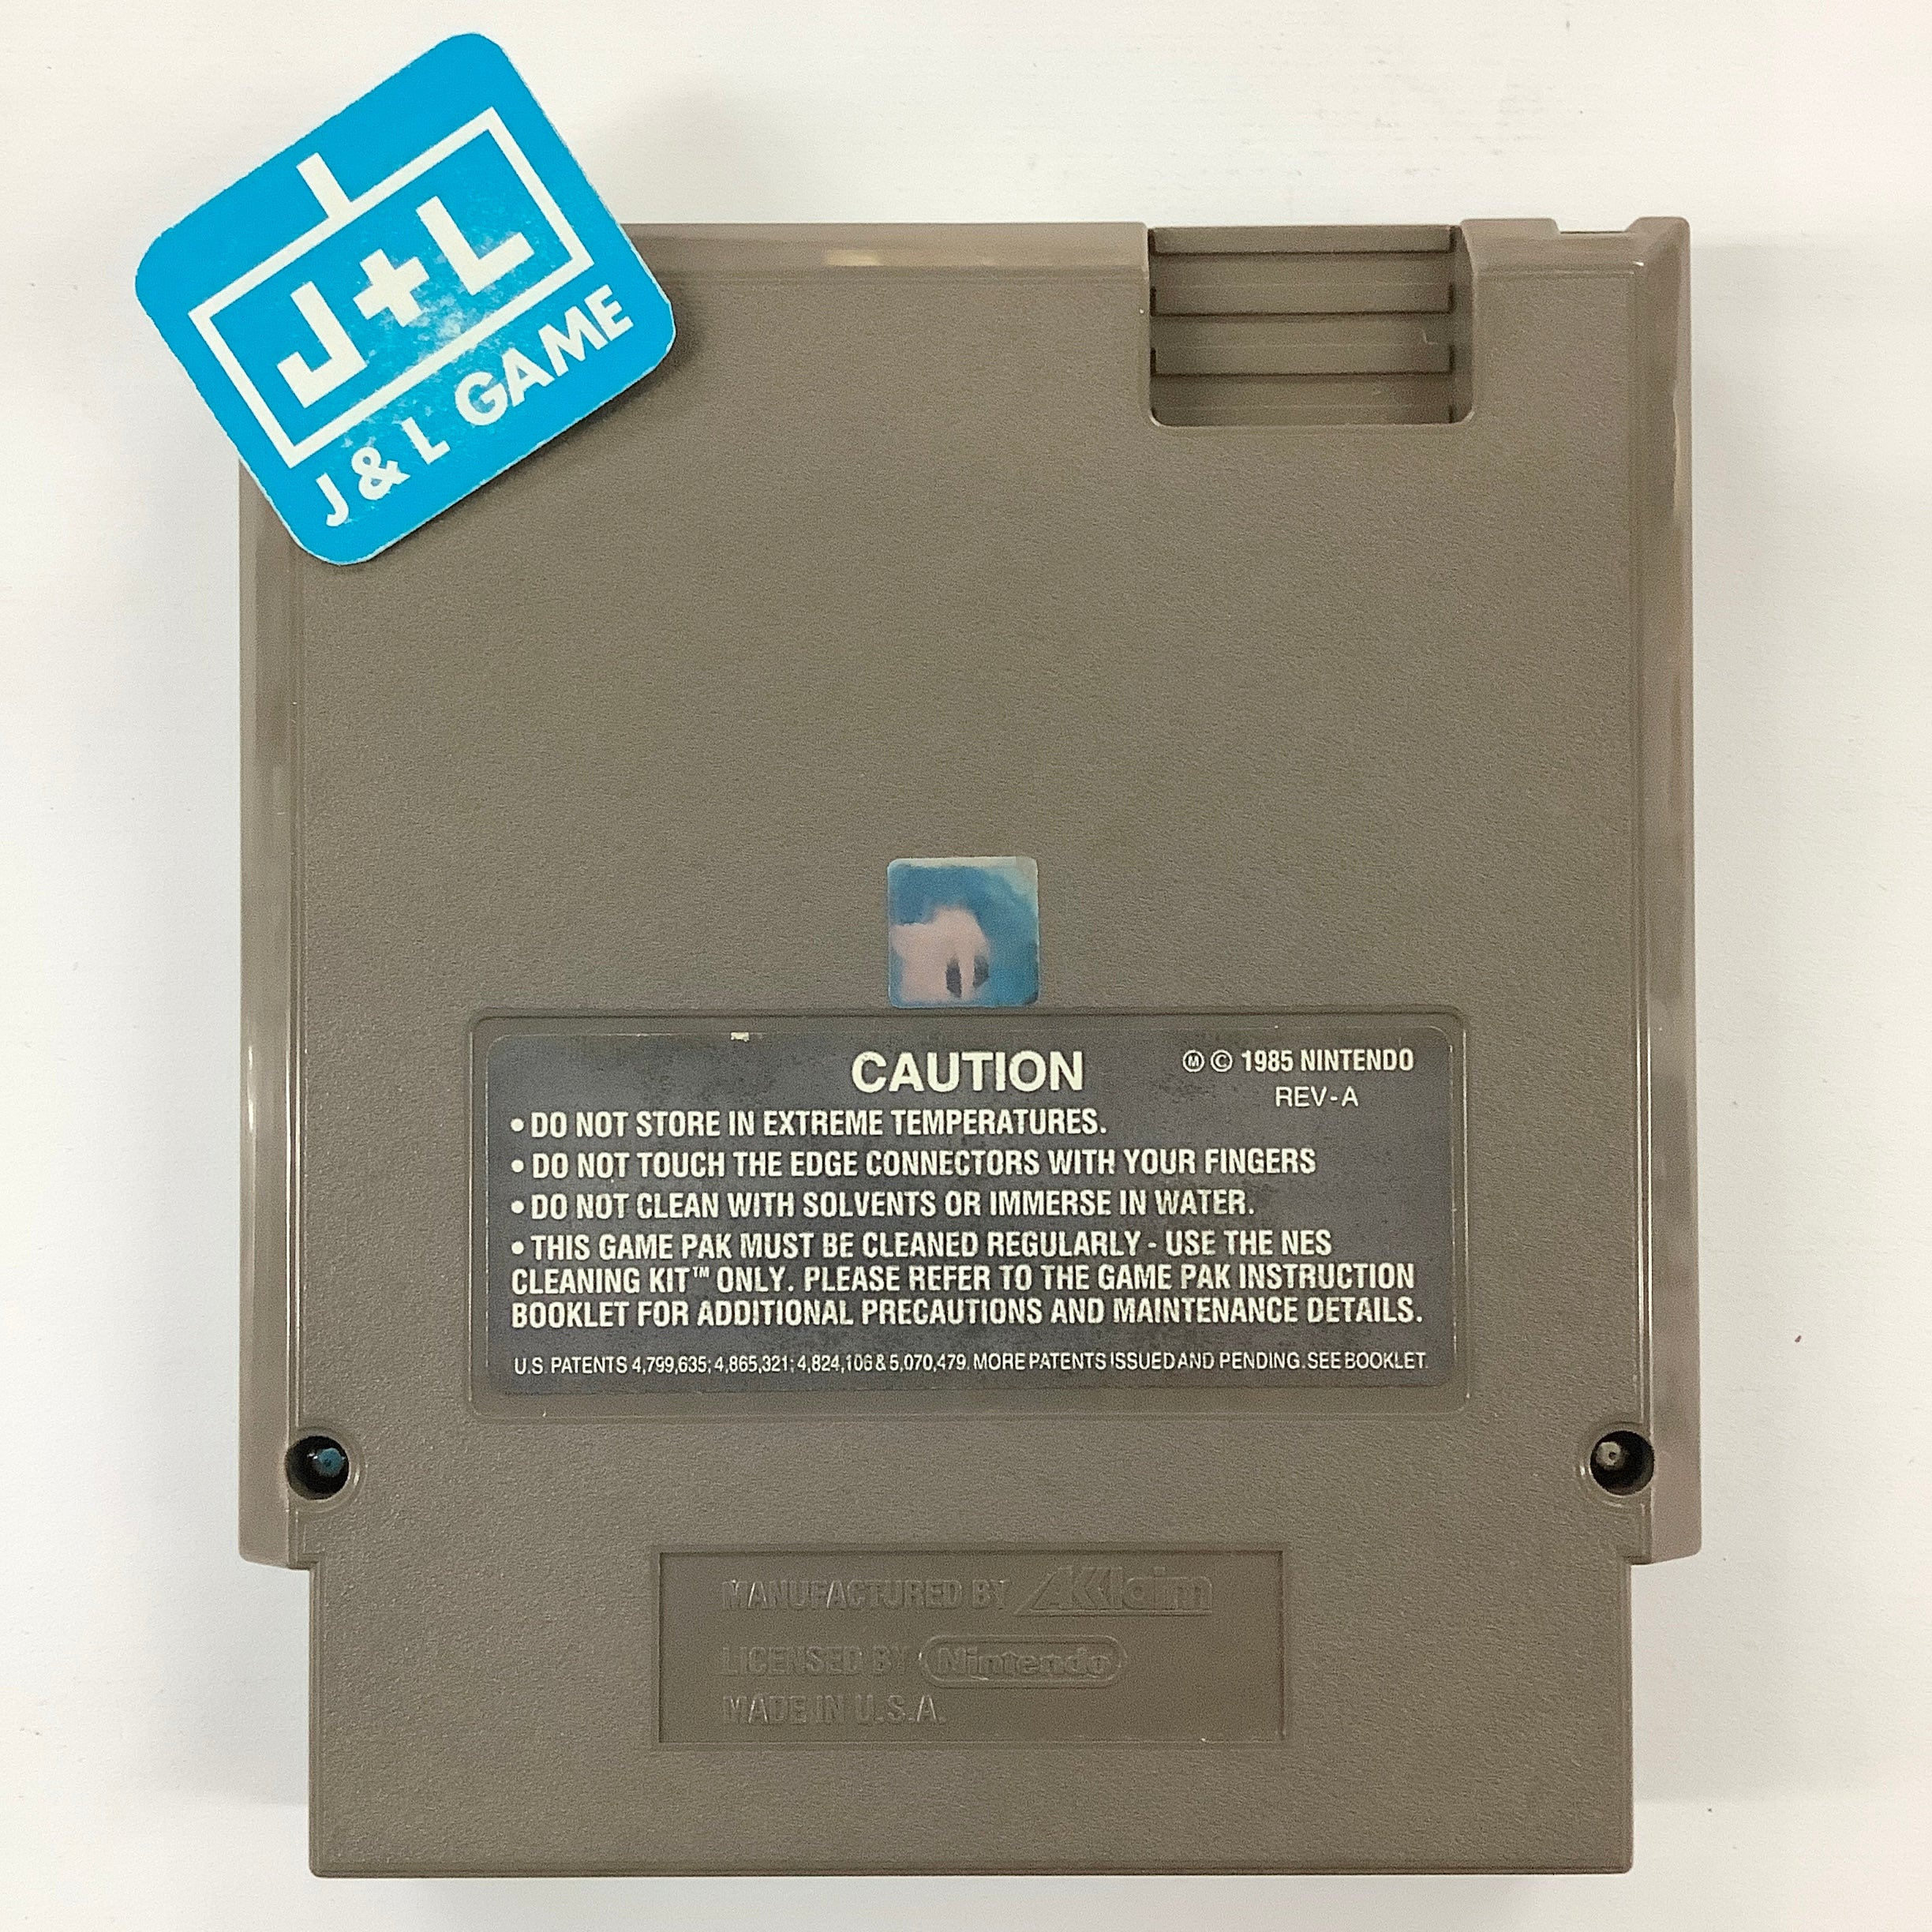 J+L
J & L GAME
CAUTION
Ⓜ © 1985 NINTENDO
REV-A
• DO NOT STORE IN EXTREME TEMPERATURES.
• DO NOT TOUCH THE EDGE CONNECTORS WITH YOUR FINGERS
• DO NOT CLEAN WITH SOLVENTS OR IMMERSE IN WATER.
• THIS GAME PAK MUST BE CLEANED REGULARLY - USE THE NES
CLEANING KIT™ ONLY. PLEASE REFER TO THE GAME PAK INSTRUCTION
BOOKLET FOR ADDITIONAL PRECAUTIONS AND MAINTENANCE DETAILS.
U.S. PATENTS 4,799,635; 4,865,321; 4,824,106 & 5,070,479. MORE PATENTS ISSUED AND PENDING. SEE BOOKLET.
MANUFACTURED BY AKKlaim
LICENSED BY Nintendo
MADE IN U.S.A.